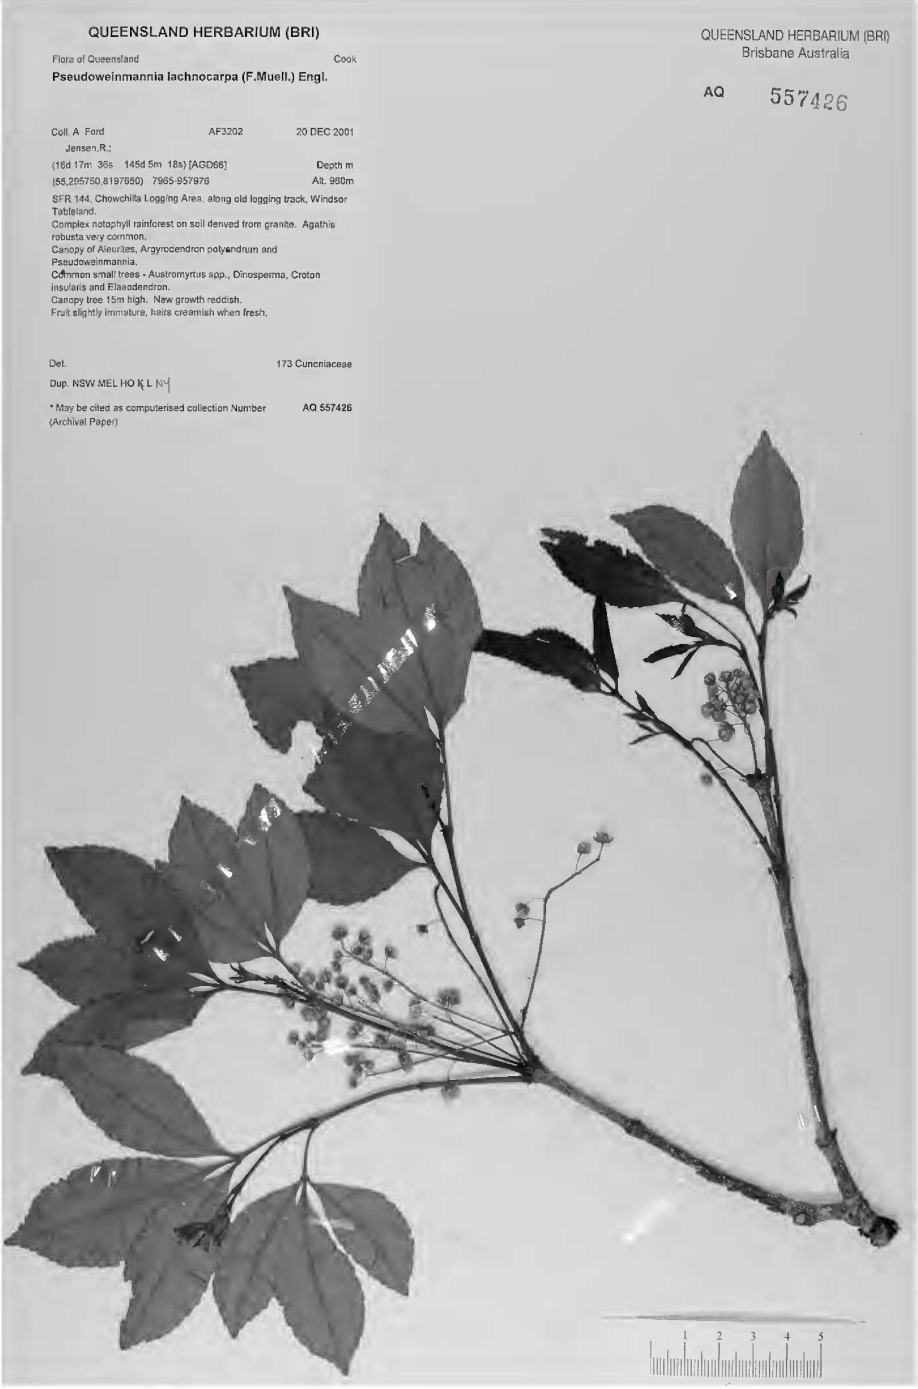 QUEENSLAND HERBARIUM (BRI)
Flora of Queensland Cook
Pseudoweinmannia lachnocarpa (F.Muell.) Engl.
Coll. A Ford AF3202 20 DEC 2001
Jensen,R.;
(16d 17m 36s 145d 5m 18s) [AGD66] Depth m
(55,295750,8197650) 7965-957976 Alt. 960m
SFR 144, Chowchilla Logging Area, along old logging track, Windsor
Tableland.
Complex notophyll rainforest on soil derived from granite. Agathis
robusta very common.
Canopy of Aleurites, Argyrodendron polyandrum and
Pseudoweinmannia.
Common small trees - Austromyrtus spp., Dinosperma, Croton
insularis and Elaeodendron.
Canopy tree 15m high. New growth reddish.
Fruit slightly immature, hairs creamish when fresh.
Det. 173 Cunoniaceae
Dup. NSW MEL HO K L NY
* May be cited as computerised collection Number AQ 557426
(Archival Paper)
QUEENSLAND HERBARIUM (BRI)
Brisbane Australia
AQ 557426
1 2 3 4 5